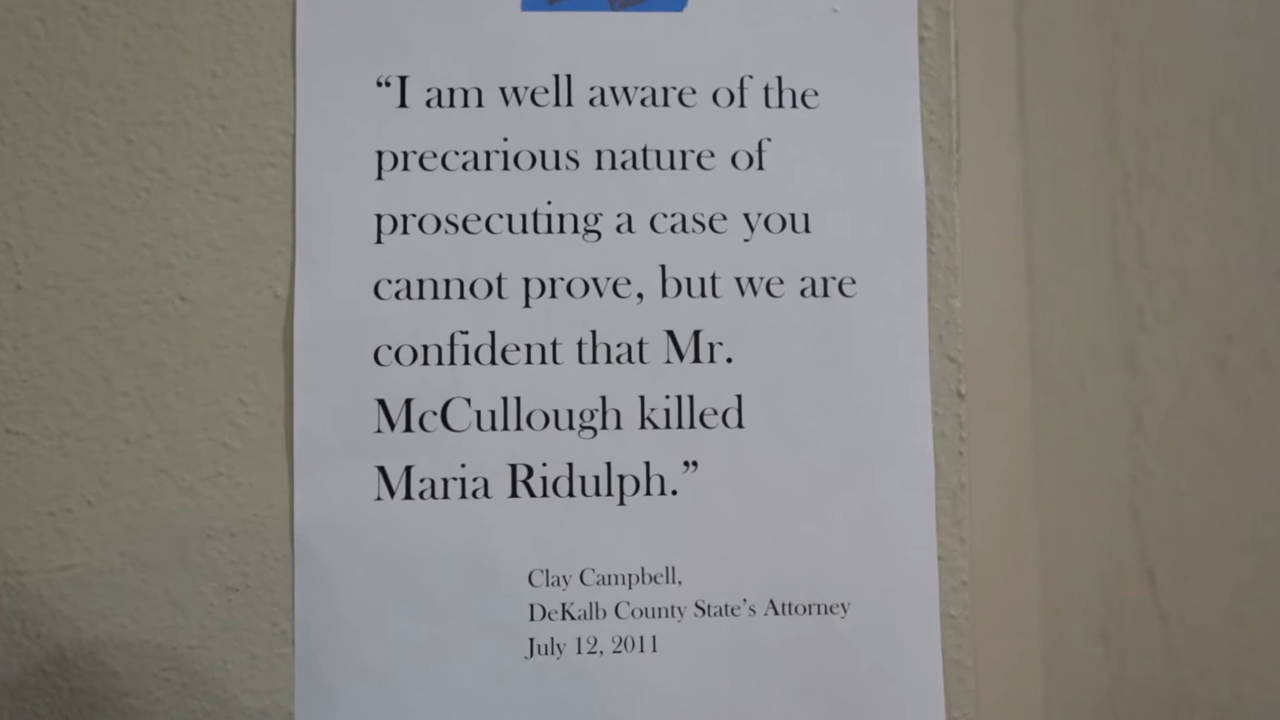 “I am well aware of the
precarious nature of
prosecuting a case you
cannot prove, but we are
confident that Mr.
McCullough killed
Maria Ridulph.”
Clay Campbell,
DeKalb County State’s Attorney
July 12, 2011